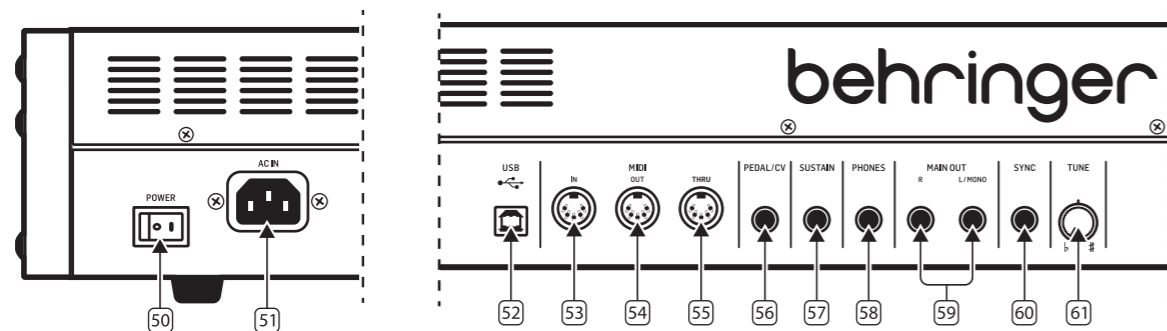 behringer
AC IN
POWER
USB
MIDI
IN
OUT
THRU
PEDAL/CV
SUSTAIN
PHONES
MAIN OUT
R
L/MONO
SYNC
TUNE
♭
#
50
51
52
53
54
55
56
57
58
59
60
61